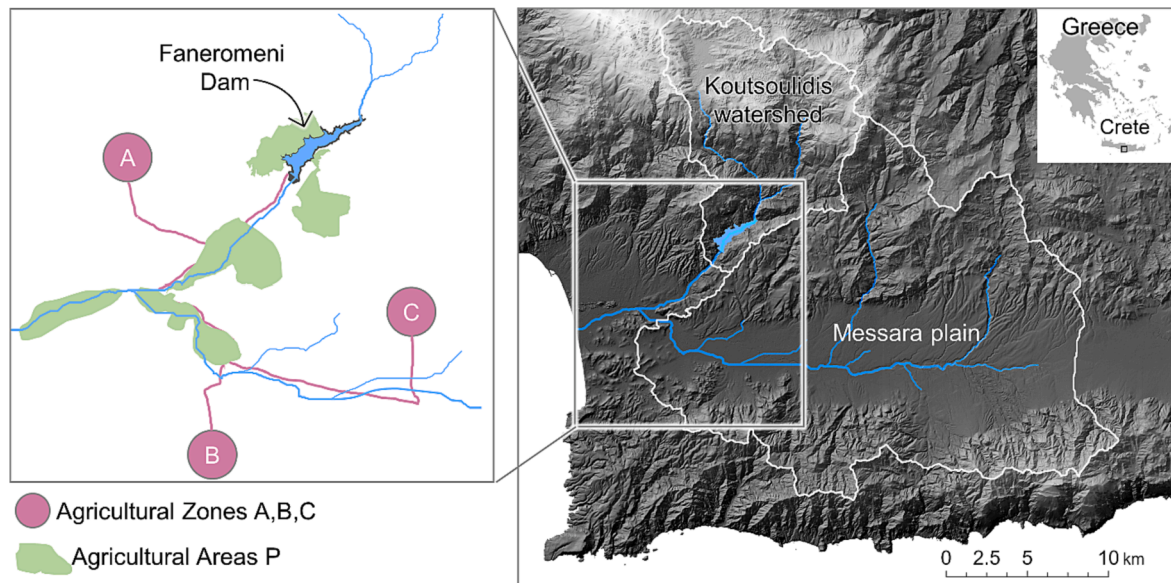 Faneromeni
Dam
A
C
B
Agricultural Zones A,B,C
Agricultural Areas P
Koutsoulidis
watershed
Messara plain
Greece
Crete
0 2.5 5 10 km